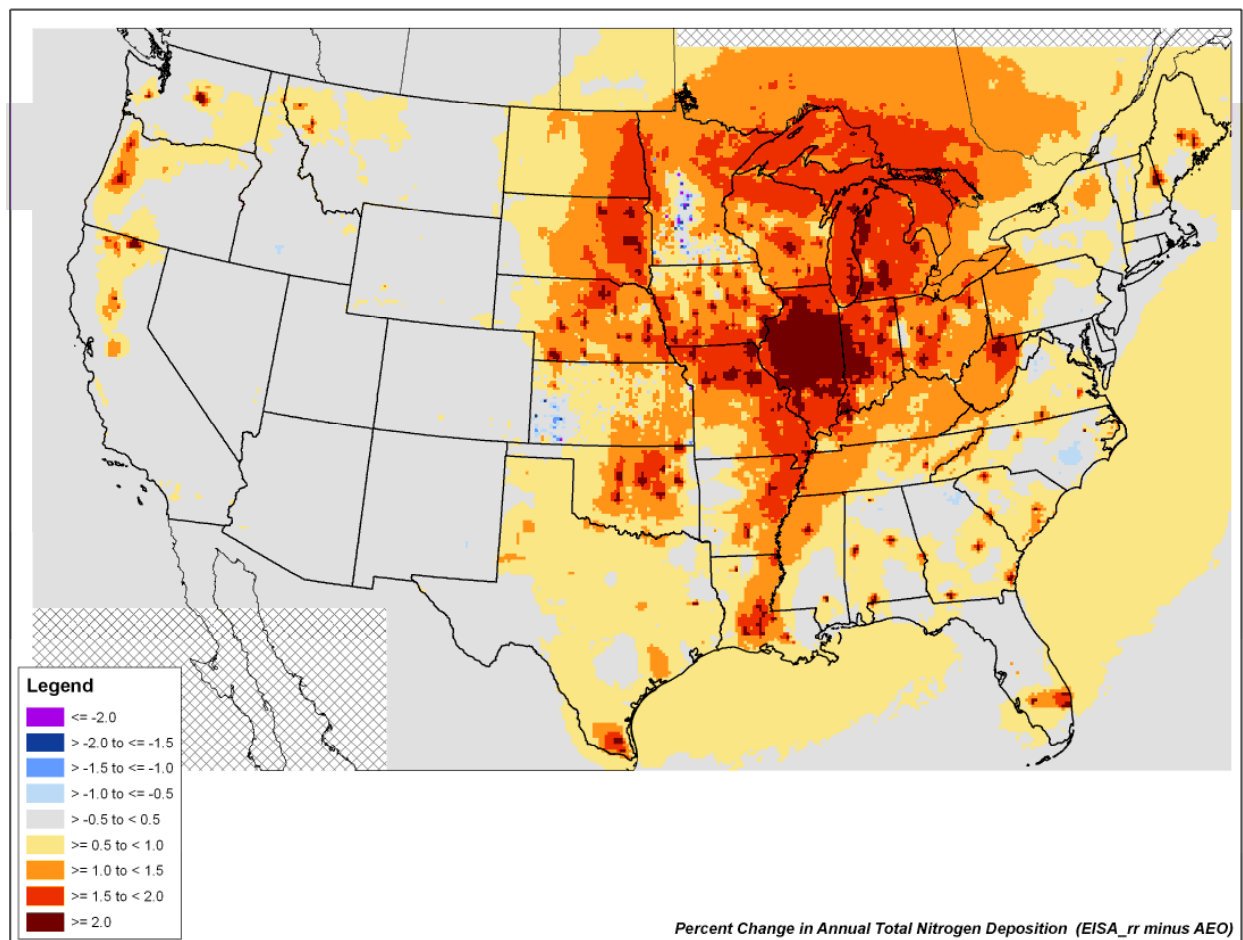 Legend
<= -2.0
> -2.0 to <= -1.5
> -1.5 to <= -1.0
> -1.0 to <= -0.5
> -0.5 to < 0.5
>= 0.5 to < 1.0
>= 1.0 to < 1.5
>= 1.5 to < 2.0
>= 2.0
Percent Change in Annual Total Nitrogen Deposition (EISA_rr minus AEO)